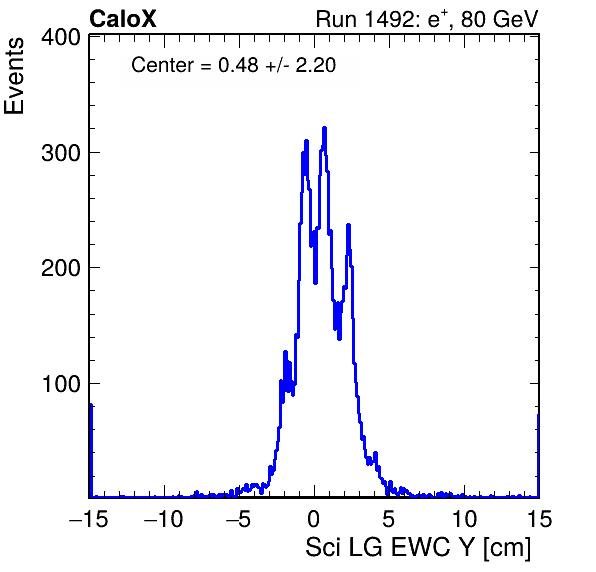 CaloX Run 1492: e⁺, 80 GeV
Events
Center = 0.48 +/- 2.20
400
300
200
100
−15 −10 −5 0 5 10 15
Sci LG EWC Y [cm]